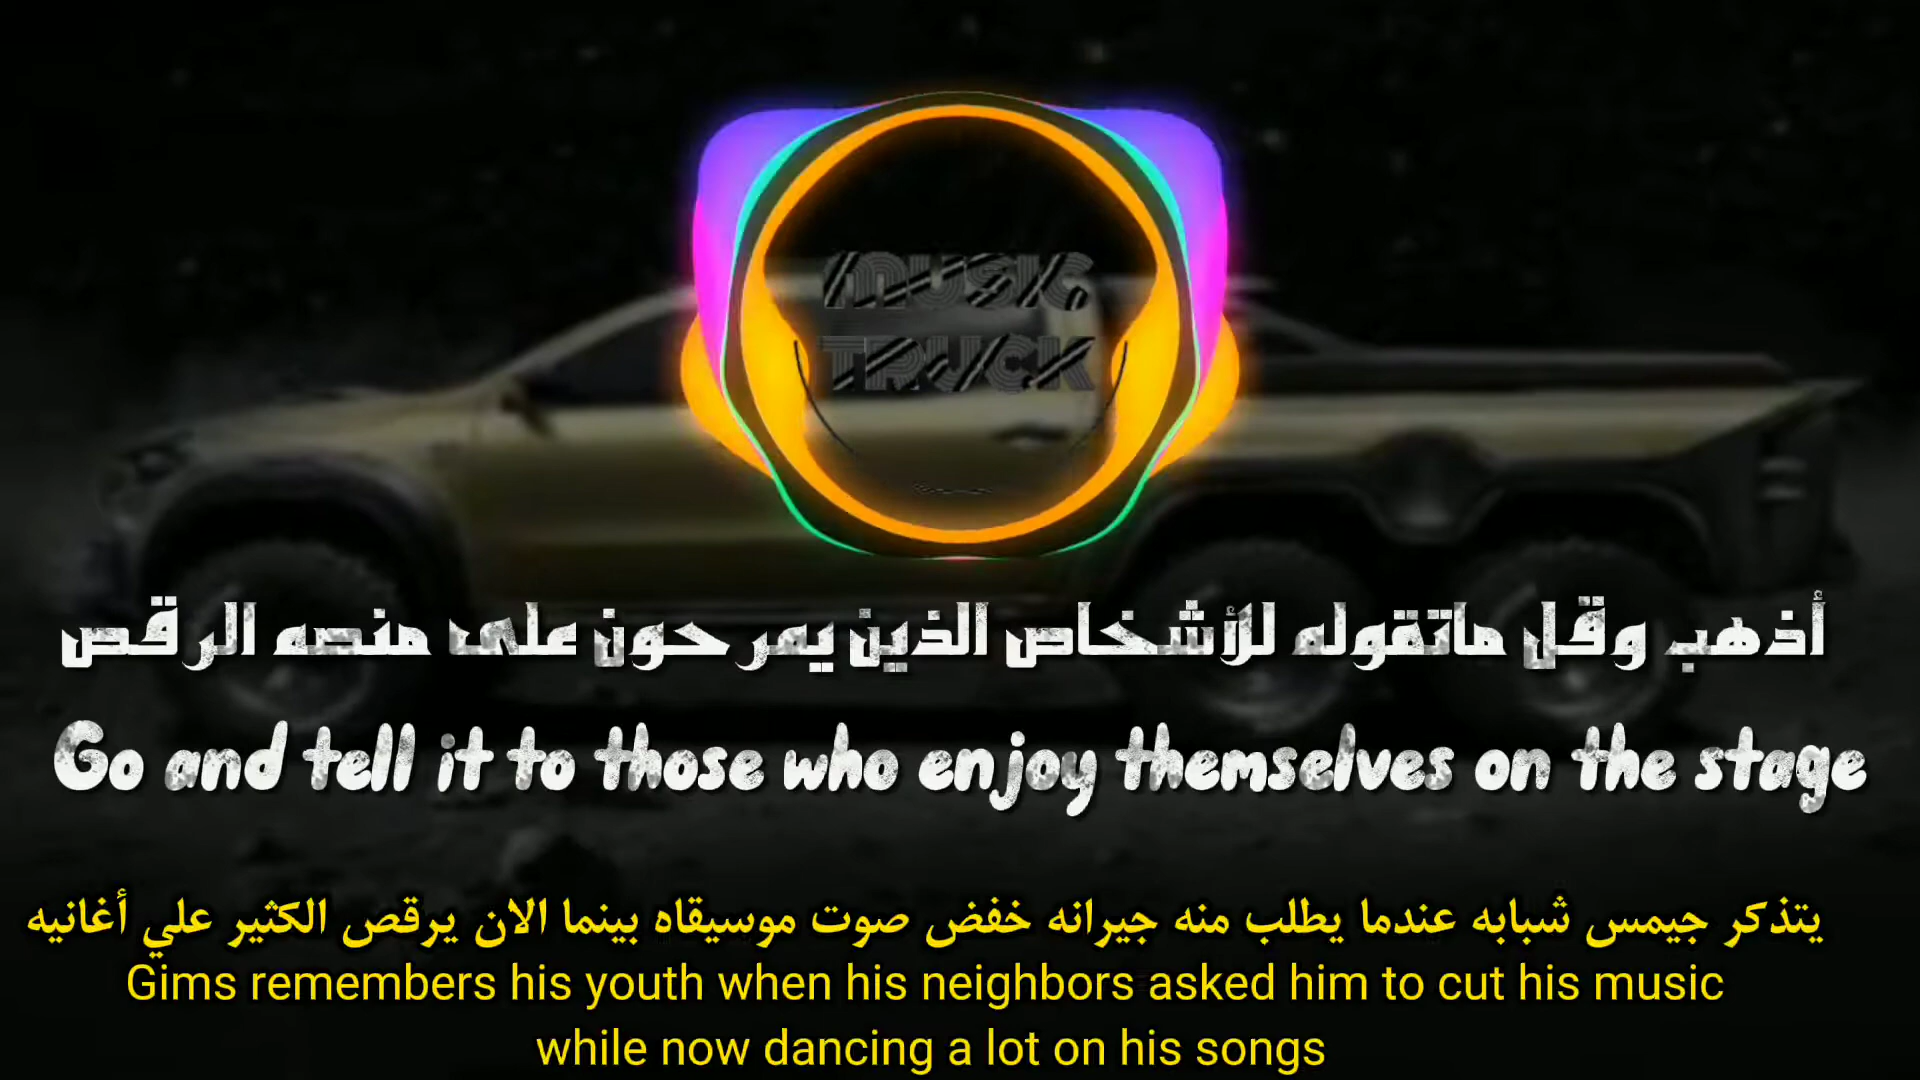 MUSIC
TRUCK
أذهب وقل ماتقوله للأشخاص الذين يمرحون على منصه الرقص
Go and tell it to those who enjoy themselves on the stage
يتذكر جيمس شبابه عندما يطلب منه جيرانه خفض صوت موسيقاه بينما الان يرقص الكثير علي أغانيه
Gims remembers his youth when his neighbors asked him to cut his music
while now dancing a lot on his songs